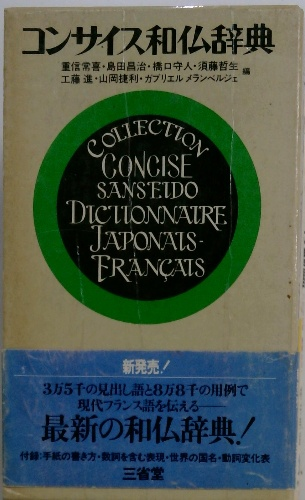 コンサイス和仏辞典
重信常喜・島田昌治・橋口守人・須藤哲生
工藤 進・山岡捷利・ガブリエル メランベルジェ
編
COLLECTION
CONCISE
SANSEIDO
DICTIONNAIRE
JAPONAIS-
FRANÇAIS
新発売!
3万5千の見出し語と8万8千の用例で
現代フランス語を伝える——
最新の和仏辞典!
付録:手紙の書き方・数詞を含む表現・世界の国名・動詞変化表
三省堂